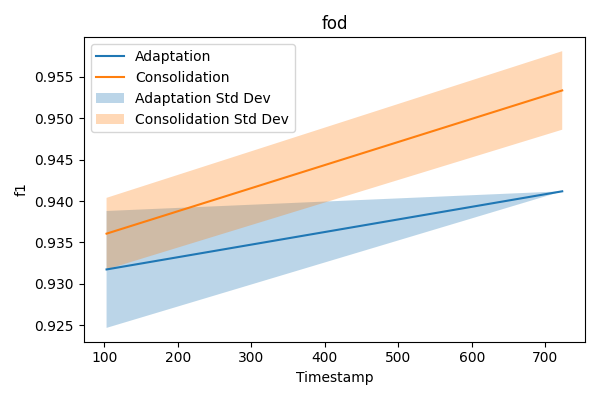 fod
Adaptation
Consolidation
Adaptation Std Dev
Consolidation Std Dev
f1
0.955
0.950
0.945
0.940
0.935
0.930
0.925
100 200 300 400 500 600 700
Timestamp